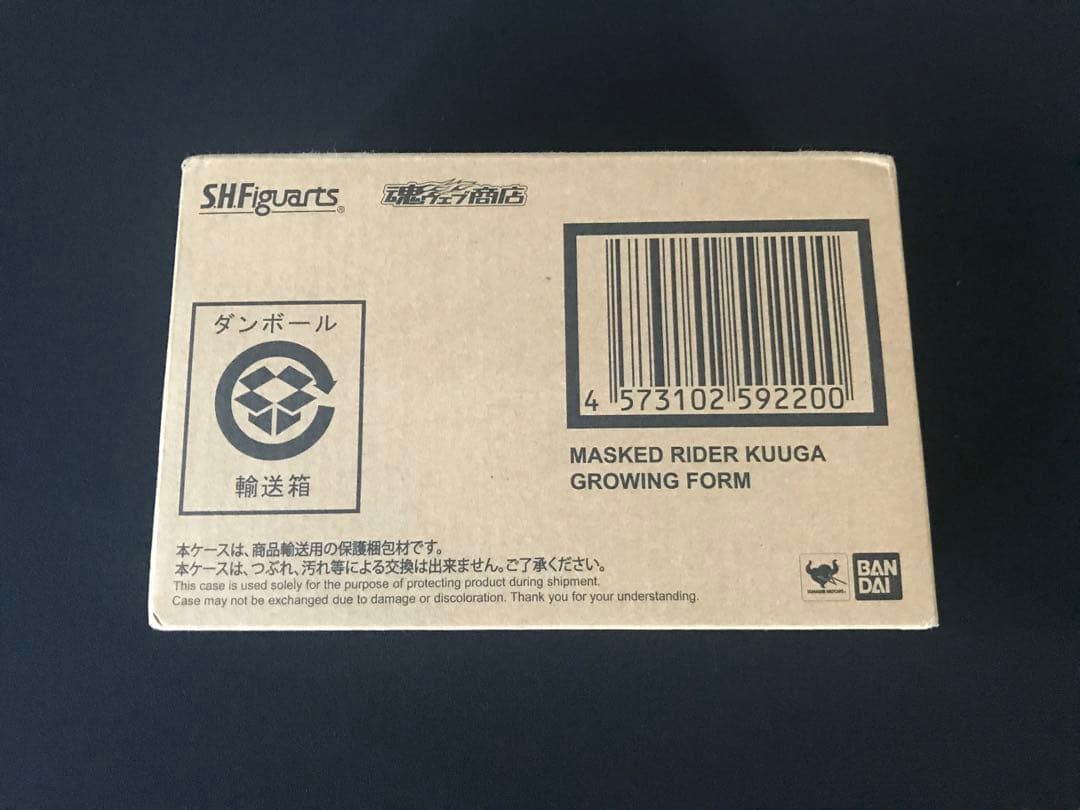 S.H.Figuarts®
魂ウェブ商店
ダンボール
輸送箱
4 573102 592200
MASKED RIDER KUUGA
GROWING FORM
本ケースは、商品輸送用の保護梱包材です。
本ケースは、つぶれ、汚れ等による交換は出来ません。ご了承ください。
This case is used solely for the purpose of protecting product during shipment.
Case may not be exchanged due to damage or discoloration. Thank you for your understanding.
TAMASHII NATIONS
BAN
DAI